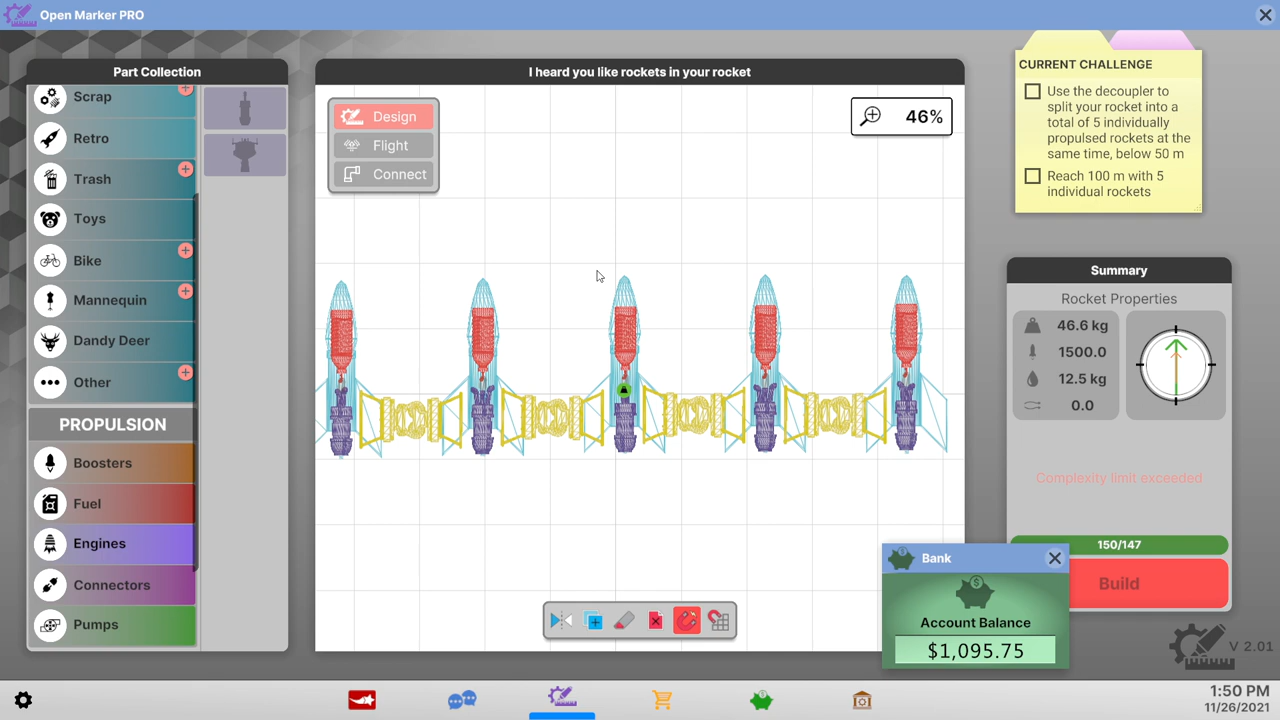 Open Marker PRO
Part Collection
Scrap
Retro
Trash
Toys
Bike
Mannequin
Dandy Deer
Other
PROPULSION
Boosters
Fuel
Engines
Connectors
Pumps
I heard you like rockets in your rocket
Design
Flight
Connect
46%
CURRENT CHALLENGE
Use the decoupler to
split your rocket into a
total of 5 individually
propulsed rockets at the
same time, below 50 m
Reach 100 m with 5
individual rockets
Summary
Rocket Properties
46.6 kg
1500.0
12.5 kg
0.0
Complexity limit exceeded
150/147
Build
Bank
Account Balance
$1,095.75
V 2.01
1:50 PM
11/26/2021